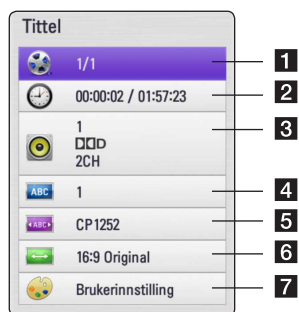 Tittel
1/1
1
00:00:02 / 01:57:23
2
1
3
D
2CH
ABC
1
4
ABC
CP1252
5
16:9 Original
6
Brukerinnstilling
7